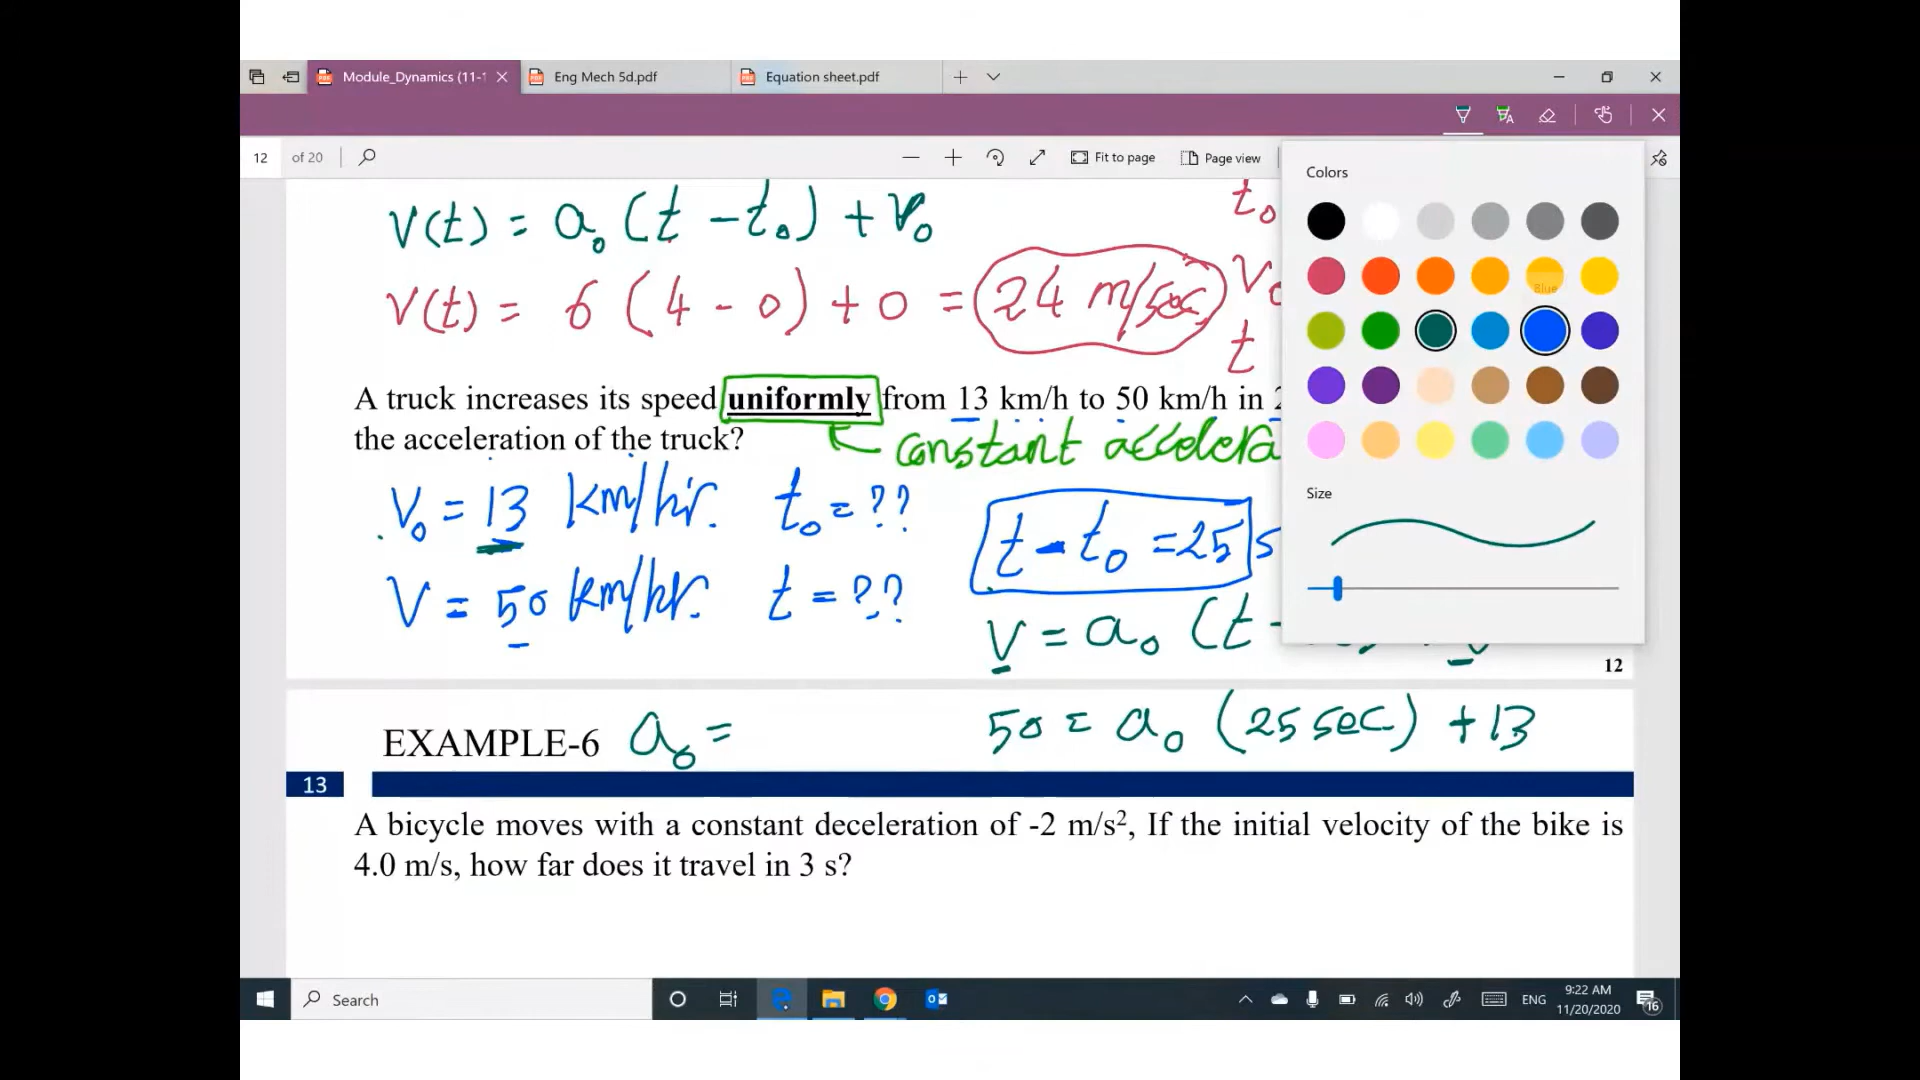 Module_Dynamics (11-1
Eng Mech 5d.pdf
Equation sheet.pdf
12 of 20
Fit to page
Page view
Colors
Blue
Size
v(t) = a₀ (t - t₀) + v₀
t₀
v(t) = 6 (4 - 0) + 0 = 24 m/sec
v₀
t
A truck increases its speed uniformly from 13 km/h to 50 km/h in 2
the acceleration of the truck?
constant accelera
v₀ = 13 km/hr. t₀ = ??
t - t₀ = 25 s
V = 50 km/hr. t = ??
v = a₀ (t -
12
EXAMPLE-6
a₀ =
50 = a₀ (25 sec) + 13
13
A bicycle moves with a constant deceleration of -2 m/s², If the initial velocity of the bike is
4.0 m/s, how far does it travel in 3 s?
Search
ENG
9:22 AM
11/20/2020
16